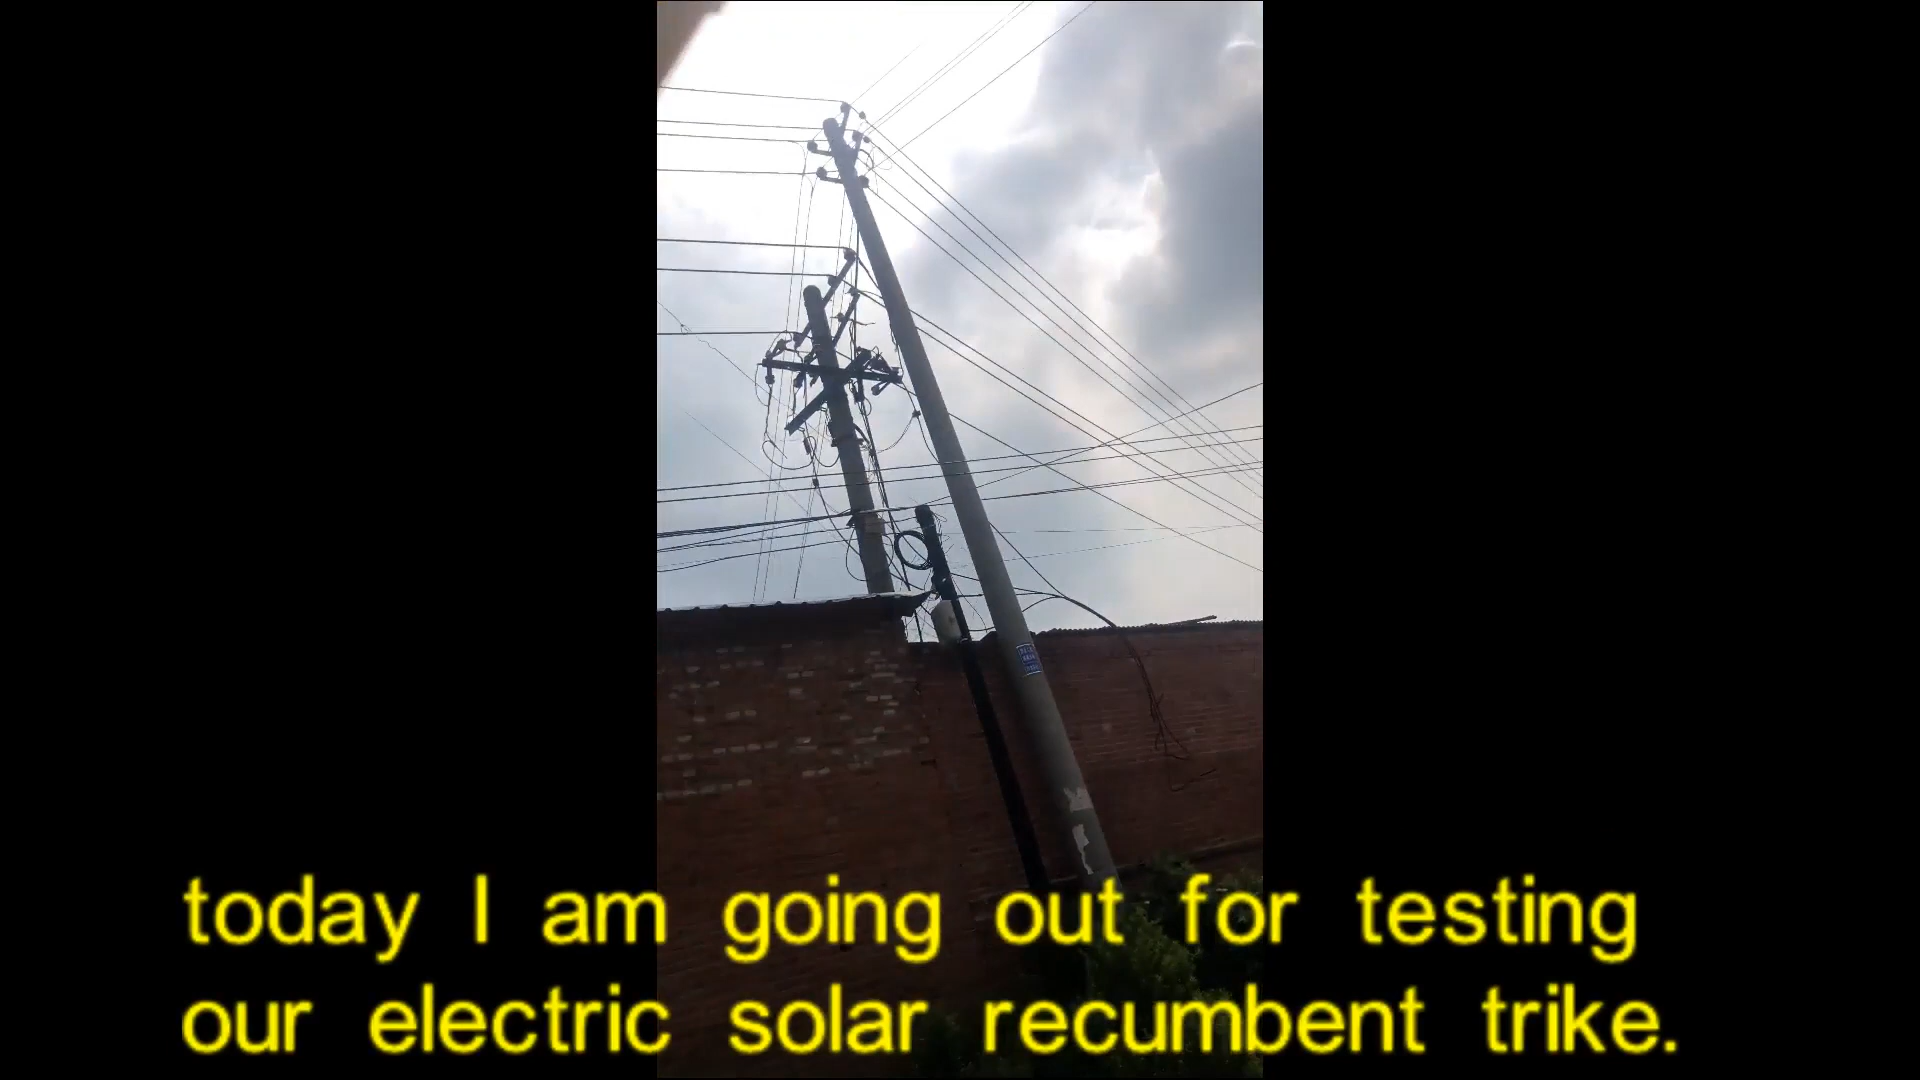 today I am going out for testing
our electric solar recumbent trike.